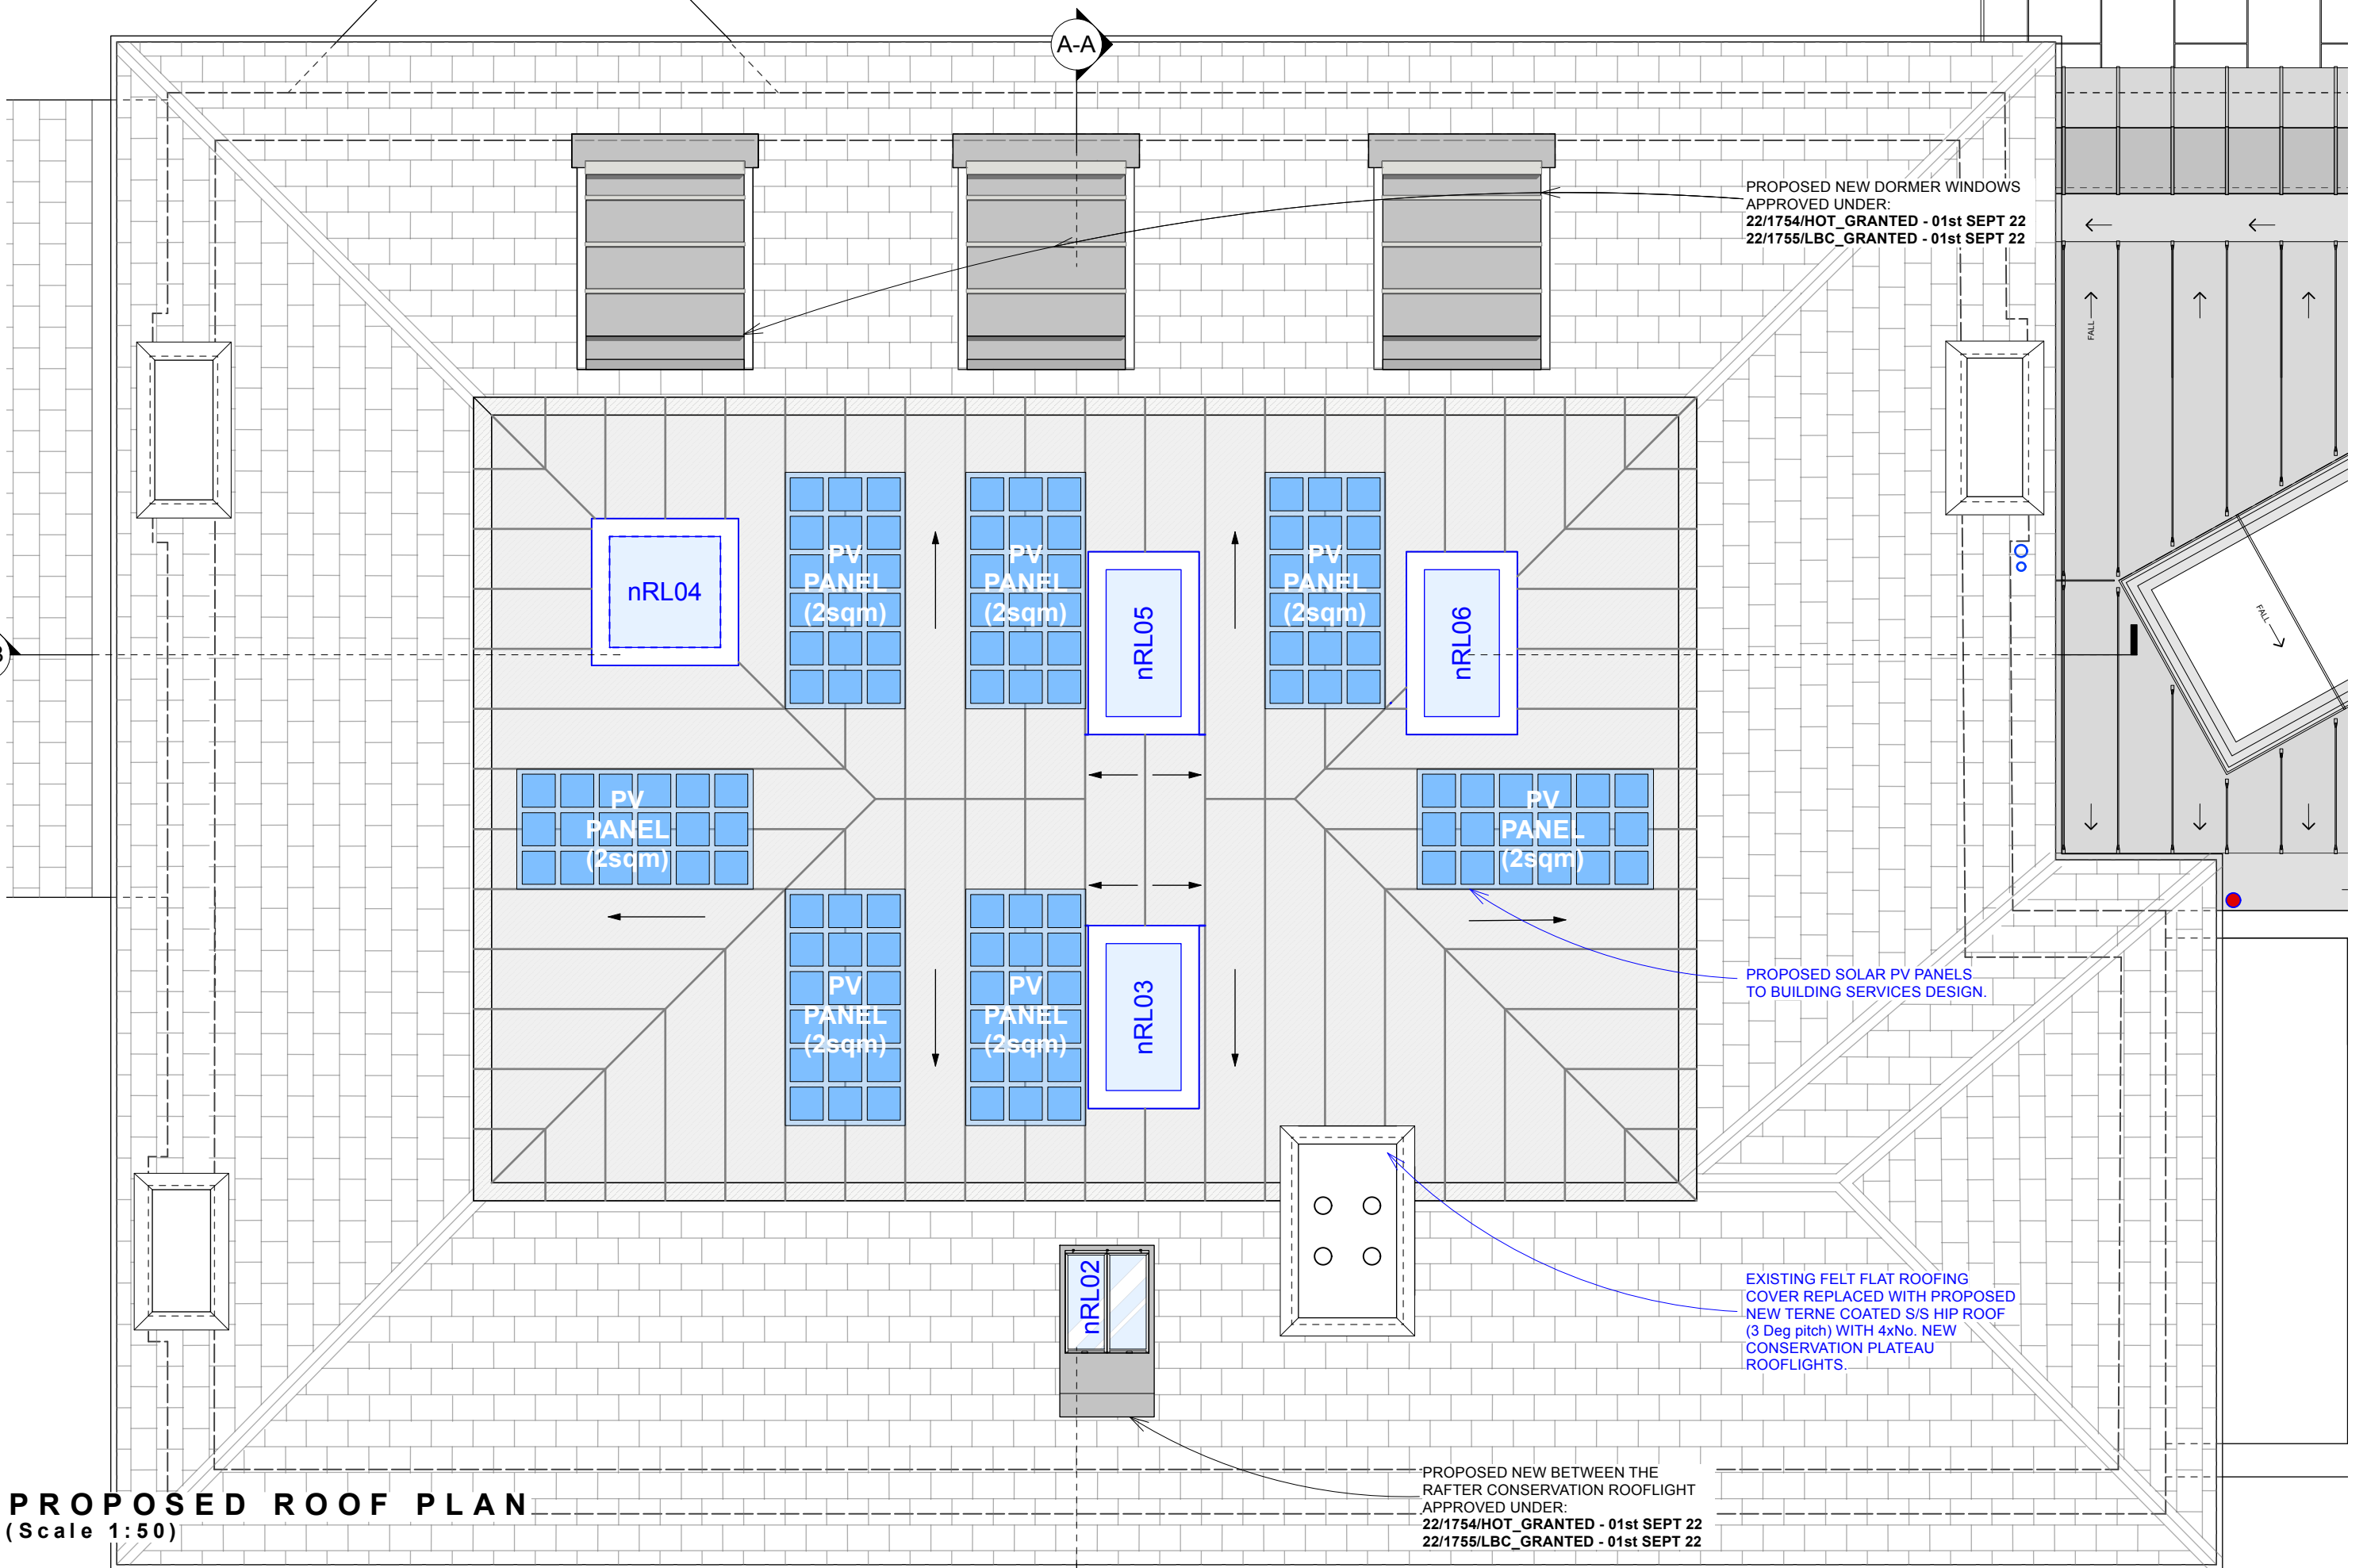 A-A
PROPOSED NEW DORMER WINDOWS
APPROVED UNDER:
22/1754/HOT_GRANTED - 01st SEPT 22
22/1755/LBC_GRANTED - 01st SEPT 22
FALL
nRL04
PV
PANEL
(2sqm)
PV
PANEL
(2sqm)
nRL05
PV
PANEL
(2sqm)
nRL06
FALL
PV
PANEL
(2sqm)
PV
PANEL
(2sqm)
PV
PANEL
(2sqm)
PV
PANEL
(2sqm)
nRL03
PROPOSED SOLAR PV PANELS
TO BUILDING SERVICES DESIGN.
nRL02
EXISTING FELT FLAT ROOFING
COVER REPLACED WITH PROPOSED
NEW TERNE COATED S/S HIP ROOF
(3 Deg pitch) WITH 4xNo. NEW
CONSERVATION PLATEAU
ROOFLIGHTS.
PROPOSED NEW BETWEEN THE
RAFTER CONSERVATION ROOFLIGHT
APPROVED UNDER:
22/1754/HOT_GRANTED - 01st SEPT 22
22/1755/LBC_GRANTED - 01st SEPT 22
PROPOSED ROOF PLAN
(Scale 1:50)